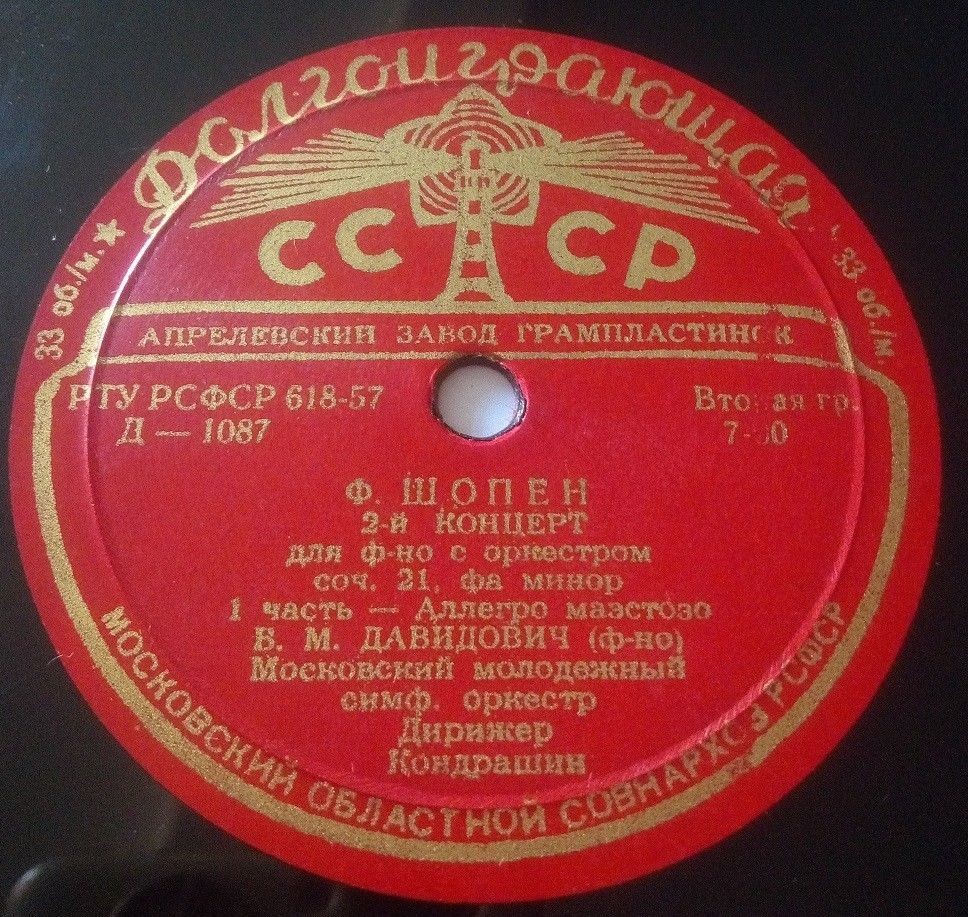 Долгоиграющая
33 об./м. ★
33 об./м.
СССР
АПРЕЛЕВСКИЙ ЗАВОД ГРАМПЛАСТИНОК
РТУ РСФСР 618-57
Д — 1087
Вторая гр.
Ф. ШОПЕН
2-й КОНЦЕРТ
для ф-но с оркестром
соч. 21, фа минор
1 часть — Аллегро маэстозо
Б. М. ДАВИДОВИЧ (ф-но)
Московский молодежный
симф. оркестр
Дирижер
Кондрашин
МОСКОВСКИЙ ОБЛАСТНОЙ СОВНАРХОЗ РСФСР